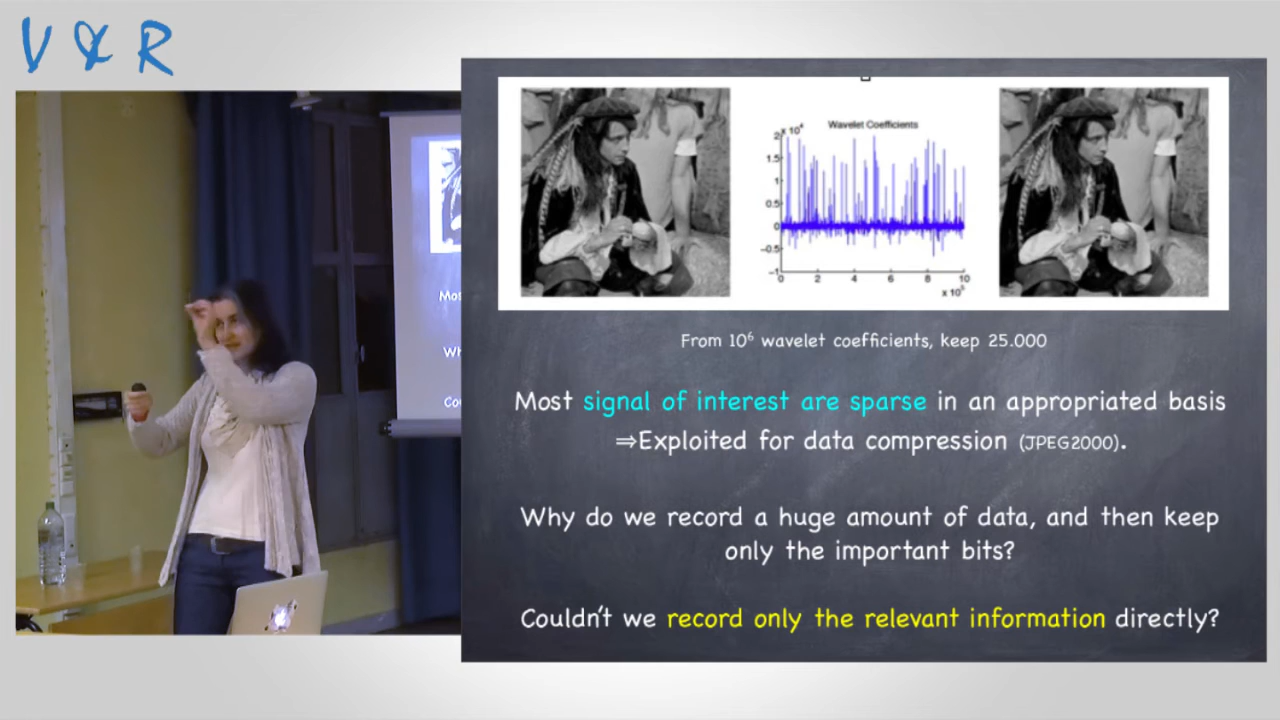 V & R
Wavelet Coefficients
x 10⁴
2
1.5
1
0.5
0
-0.5
-1
0 2 4 6 8 10
x 10⁵
From 10⁶ wavelet coefficients, keep 25.000
Most signal of interest are sparse in an appropriated basis
⇒Exploited for data compression (JPEG2000).
Why do we record a huge amount of data, and then keep
only the important bits?
Couldn't we record only the relevant information directly?
Mos
Wh
Cou